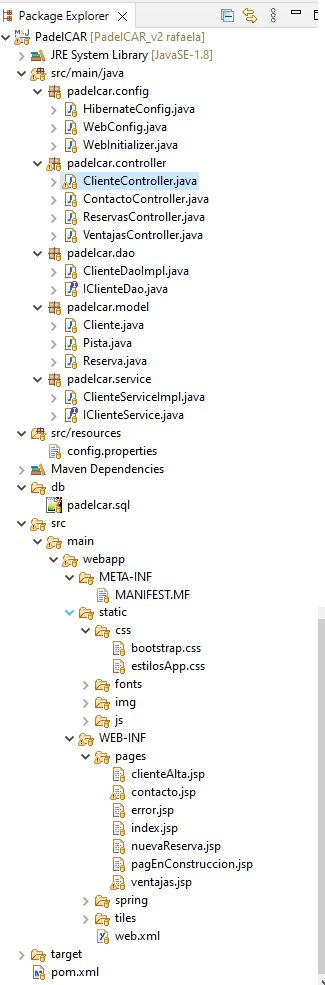 Package Explorer
PadelCAR [PadelCAR_v2 rafaela]
JRE System Library [JavaSE-1.8]
src/main/java
padelcar.config
HibernateConfig.java
WebConfig.java
WebInitializer.java
padelcar.controller
ClienteController.java
ContactoController.java
ReservasController.java
VentajasController.java
padelcar.dao
ClienteDaoImpl.java
IClienteDao.java
padelcar.model
Cliente.java
Pista.java
Reserva.java
padelcar.service
ClienteServiceImpl.java
IClienteService.java
src/resources
config.properties
Maven Dependencies
db
padelcar.sql
src
main
webapp
META-INF
MANIFEST.MF
static
css
bootstrap.css
estilosApp.css
fonts
img
js
WEB-INF
pages
clienteAlta.jsp
contacto.jsp
error.jsp
index.jsp
nuevaReserva.jsp
pagEnConstruccion.jsp
ventajas.jsp
spring
tiles
web.xml
target
pom.xml